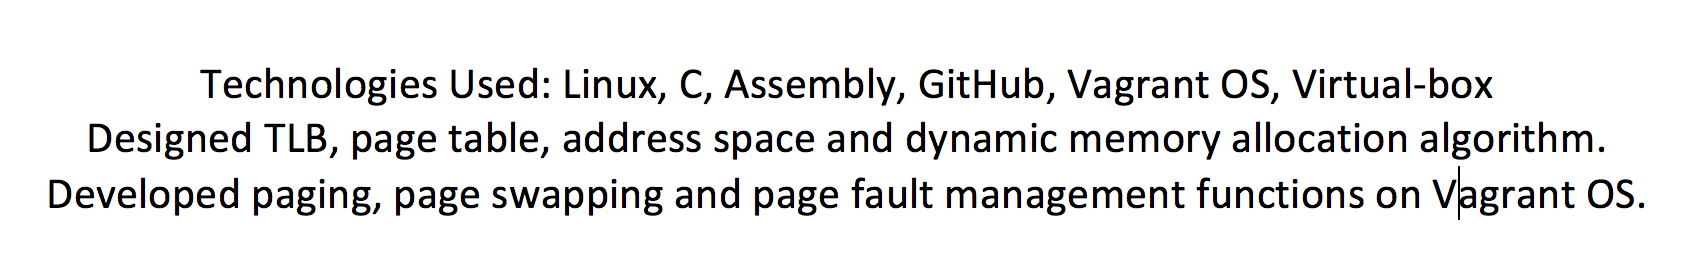 Technologies Used: Linux, C, Assembly, GitHub, Vagrant OS, Virtual-box
Designed TLB, page table, address space and dynamic memory allocation algorithm.
Developed paging, page swapping and page fault management functions on Vagrant OS.